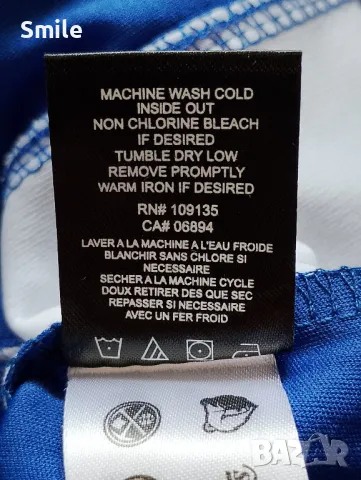 Smile
MACHINE WASH COLD
INSIDE OUT
NON CHLORINE BLEACH
IF DESIRED
TUMBLE DRY LOW
REMOVE PROMPTLY
WARM IRON IF DESIRED
RN# 109135
CA# 06894
LAVER A LA MACHINE A L'EAU FROIDE
BLANCHIR SANS CHLORE SI
NECESSAIRE
SECHER A LA MACHINE CYCLE
DOUX RETIRER DES QUE SEC
REPASSER SI NECESSAIRE
AVEC UN FER FROID
BAZAR